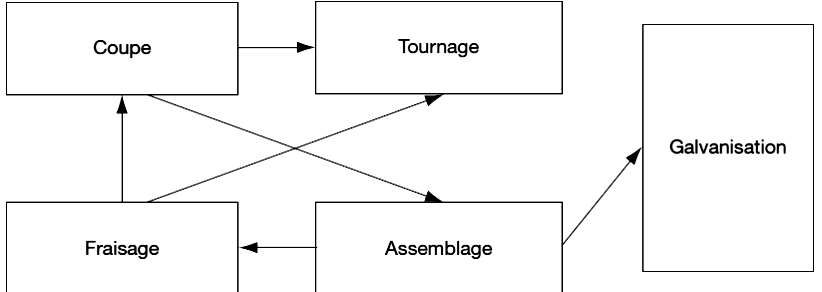 Coupe
Tournage
Galvanisation
Fraisage
Assemblage